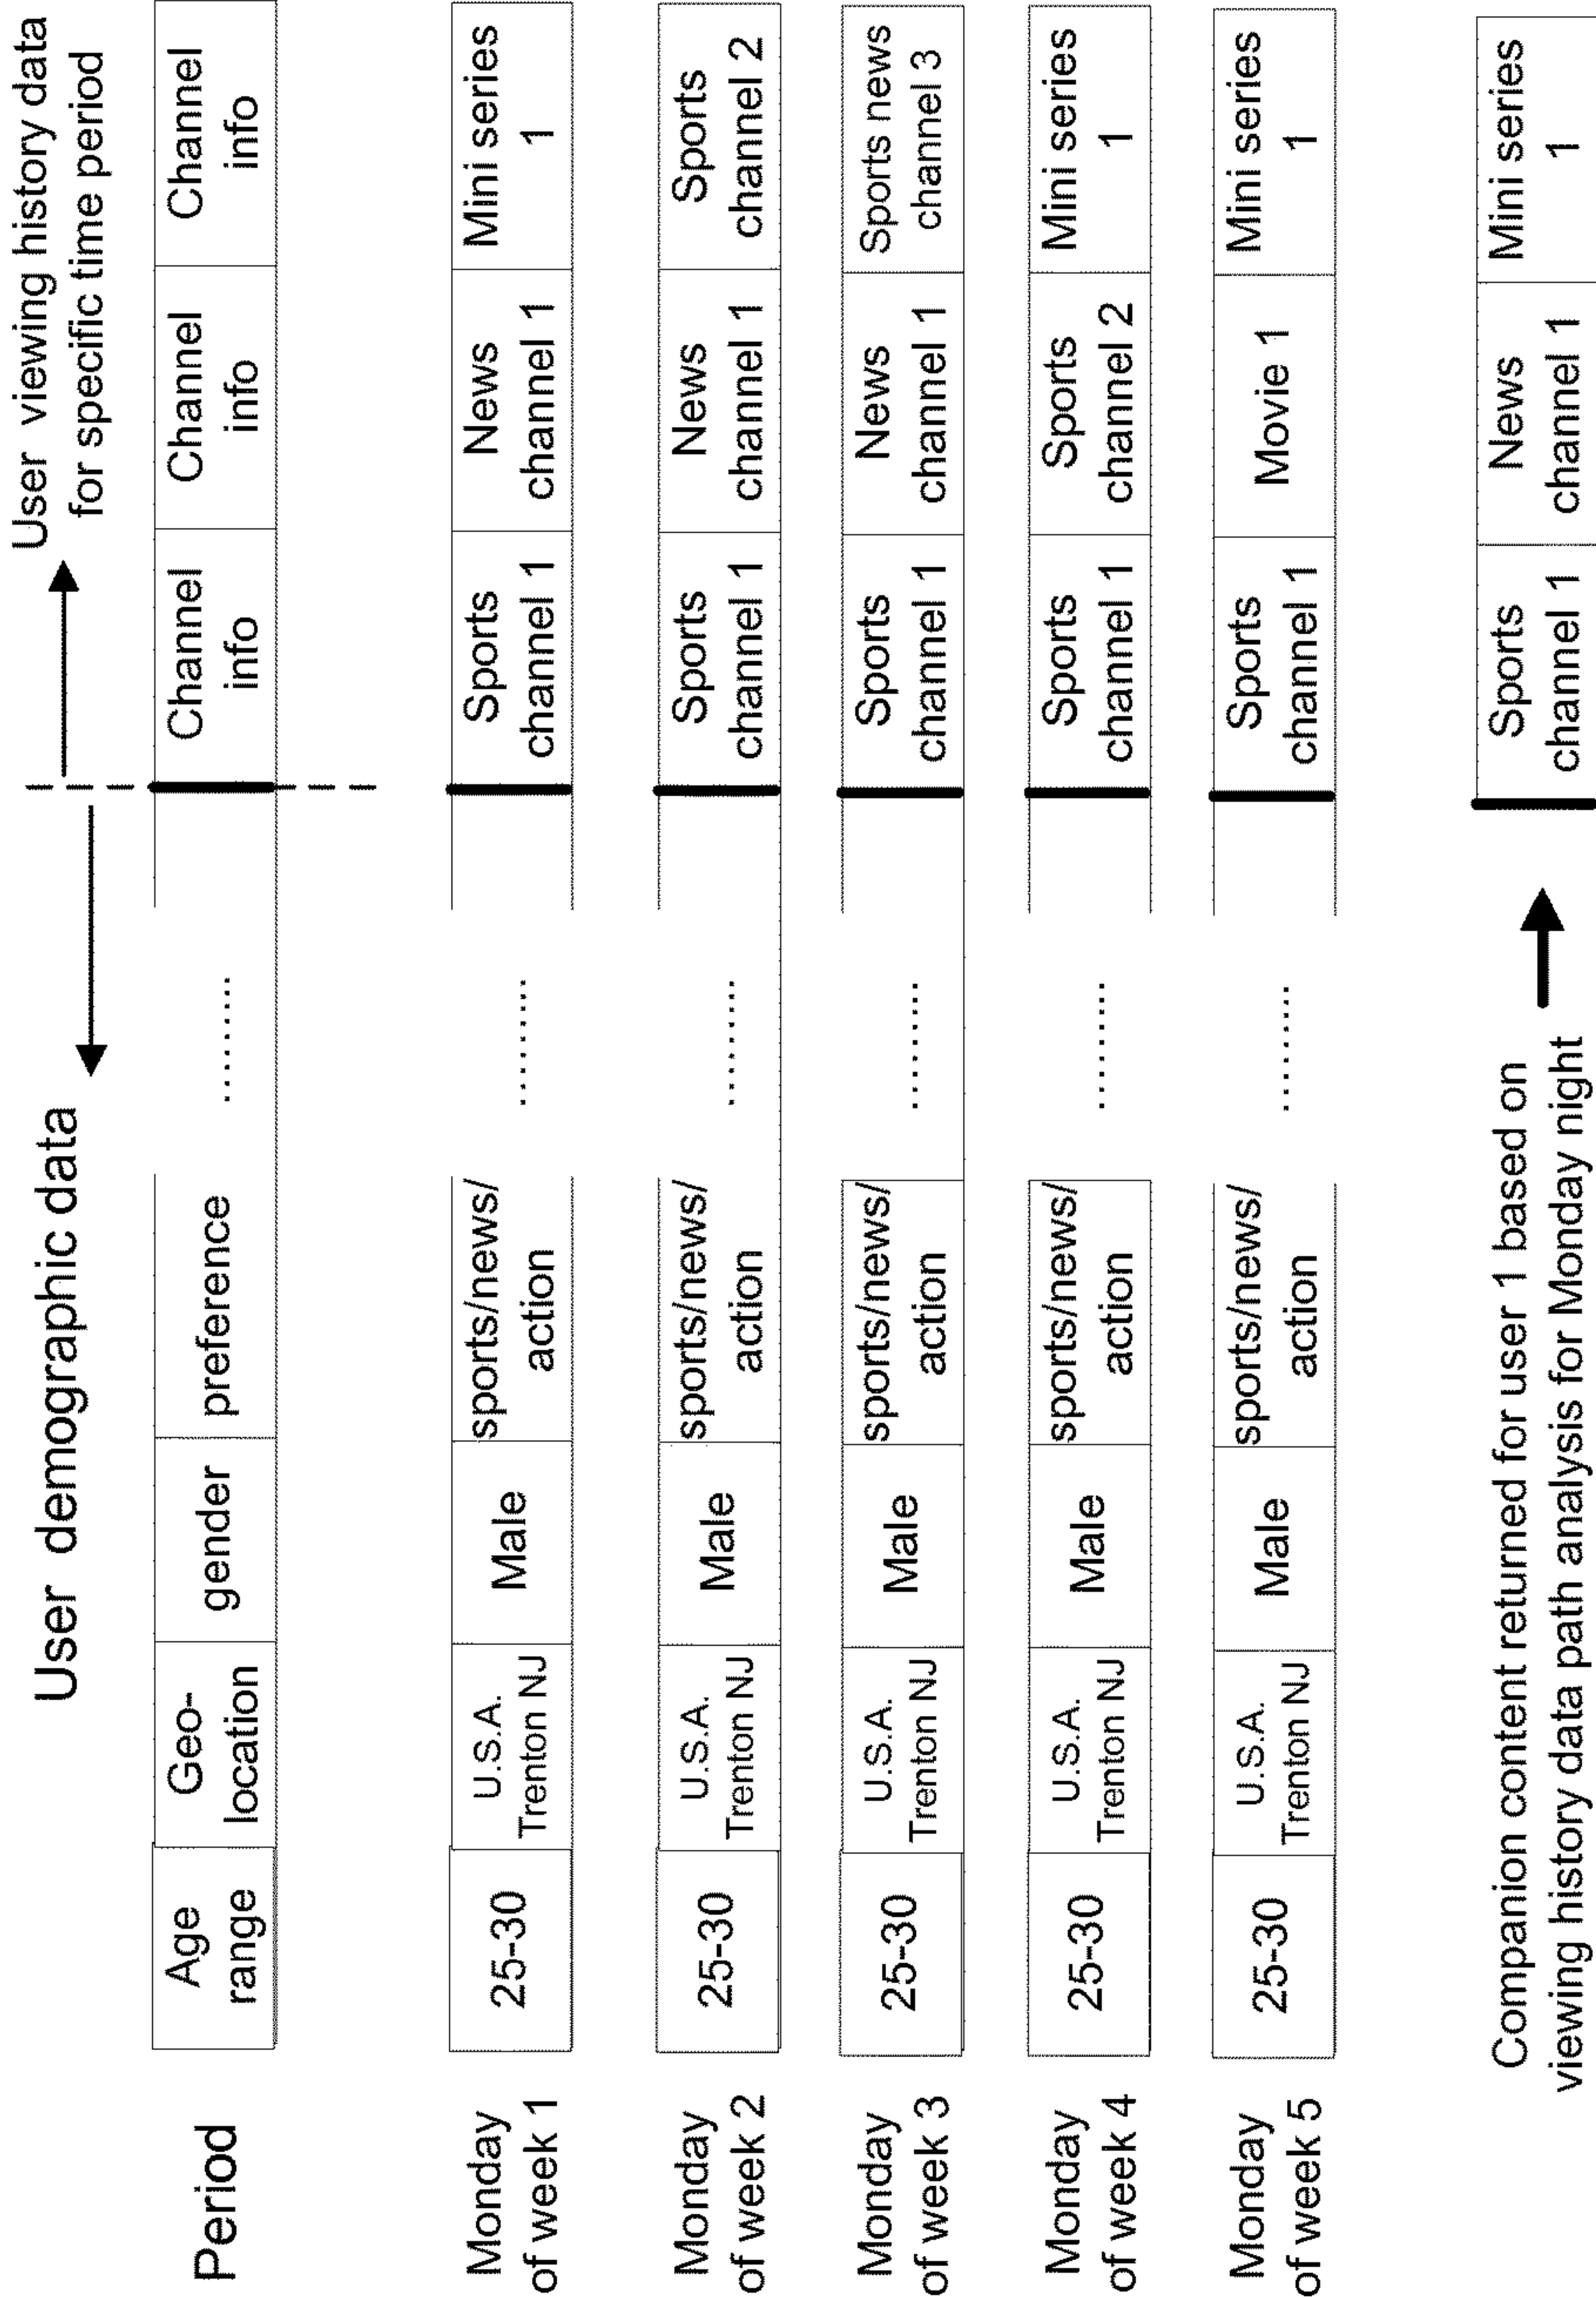 User demographic data
User viewing history data
for specific time period
Period
Age
range
Geo-
location
gender
preference
........
Channel
info
Channel
info
Channel
info
Monday
of week 1
25-30
U.S.A.
Trenton NJ
Male
sports/news/
action
........
Sports
channel 1
News
channel 1
Mini series
1
Monday
of week 2
25-30
U.S.A.
Trenton NJ
Male
sports/news/
action
........
Sports
channel 1
News
channel 1
Sports
channel 2
Monday
of week 3
25-30
U.S.A.
Trenton NJ
Male
sports/news/
action
........
Sports
channel 1
News
channel 1
Sports news
channel 3
Monday
of week 4
25-30
U.S.A.
Trenton NJ
Male
sports/news/
action
........
Sports
channel 1
Sports
channel 2
Mini series
1
Monday
of week 5
25-30
U.S.A.
Trenton NJ
Male
sports/news/
action
........
Sports
channel 1
Movie 1
Mini series
1
Companion content returned for user 1 based on
viewing history data path analysis for Monday night
Sports
channel 1
News
channel 1
Mini series
1